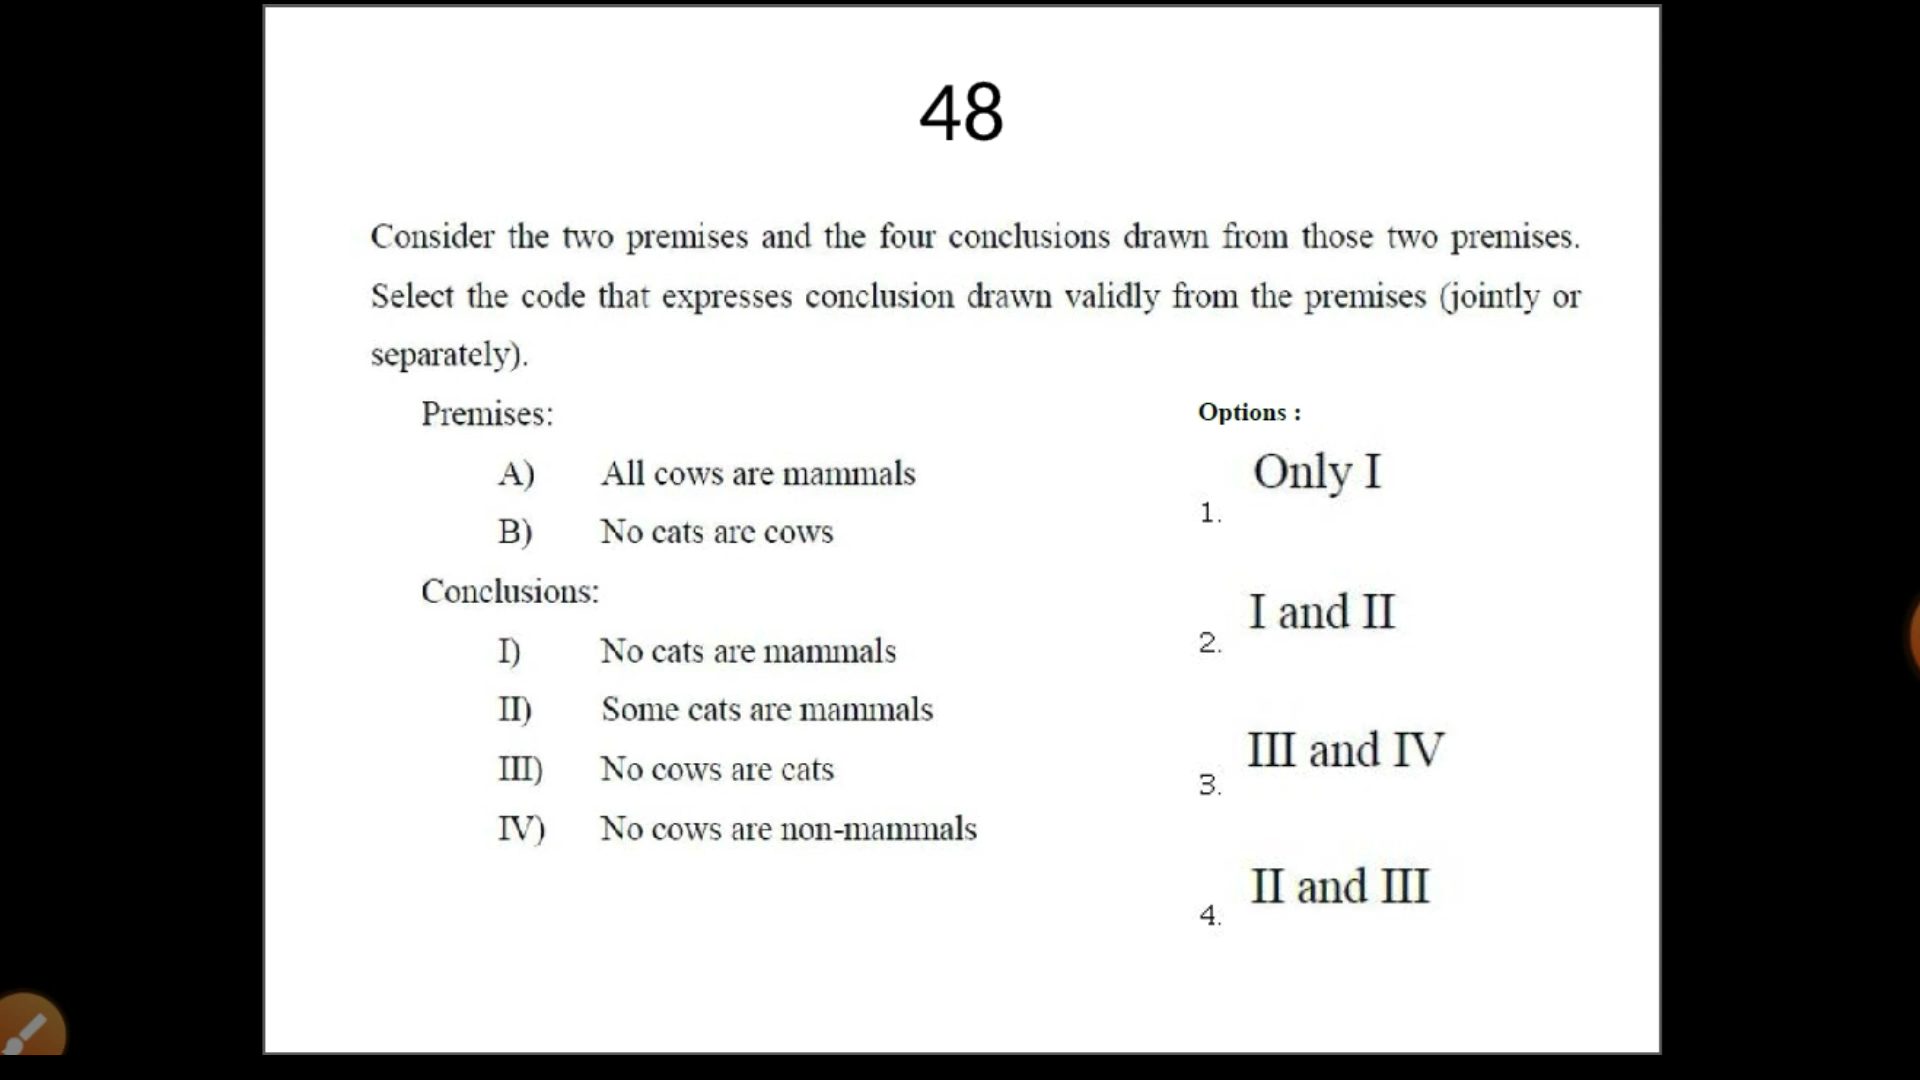 48
Consider the two premises and the four conclusions drawn from those two premises.
Select the code that expresses conclusion drawn validly from the premises (jointly or
separately).
Premises:
A) All cows are mammals
B) No cats are cows
Conclusions:
I) No cats are mammals
II) Some cats are mammals
III) No cows are cats
IV) No cows are non-mammals
Options :
1. Only I
2. I and II
3. III and IV
4. II and III